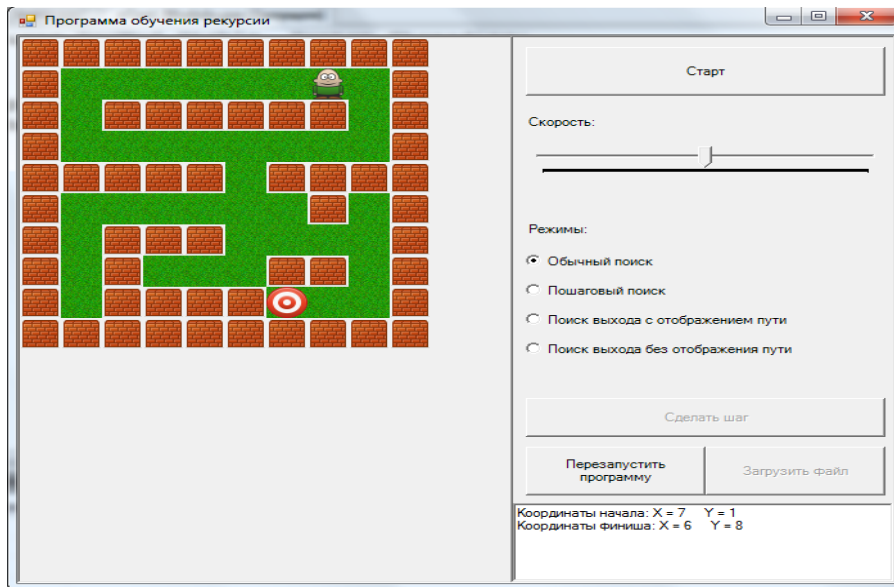 Программа обучения рекурсии
Старт
Скорость:
Режимы:
Обычный поиск
Пошаговый поиск
Поиск выхода с отображением пути
Поиск выхода без отображения пути
Сделать шаг
Перезапустить
программу
Загрузить файл
Координаты начала: X = 7 Y = 1
Координаты финиша: X = 6 Y = 8